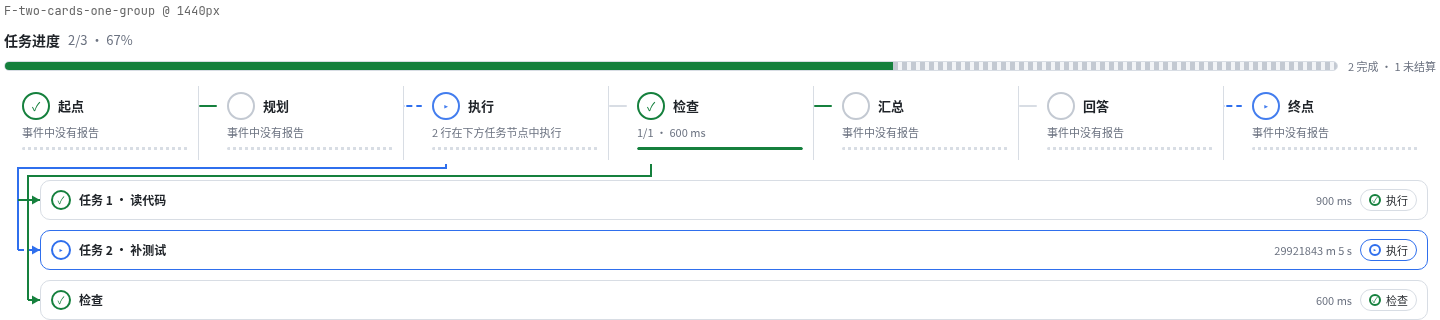 F-two-cards-one-group @ 1440px
任务进度 2/3 · 67%
2 完成 · 1 未结算
起点 规划 执行 检查 汇总 回答 终点
事件中没有报告 事件中没有报告 2 行在下方任务节点中执行 1/1 · 600 ms 事件中没有报告 事件中没有报告 事件中没有报告
任务 1 · 读代码 900 ms 执行
任务 2 · 补测试 29921843 m 5 s 执行
检查 600 ms 检查